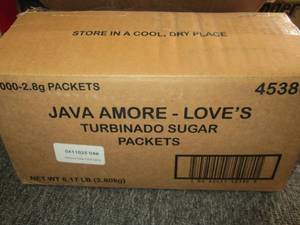 STORE IN A COOL, DRY PLACE
000-2.8g PACKETS
4538
JAVA AMORE - LOVE'S
TURBINADO SUGAR
PACKETS
NET WT 6.17 LB. (2.80kg)